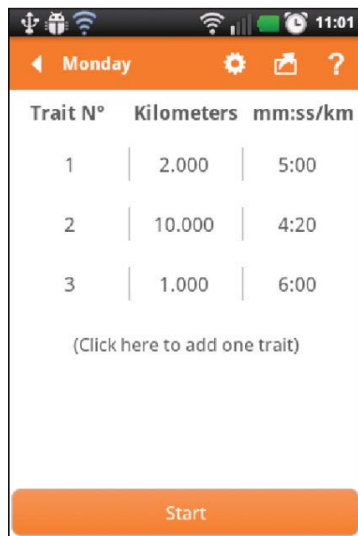 11:01
Monday ?
Trait N° Kilometers mm:ss/km
1 2.000 5:00
2 10.000 4:20
3 1.000 6:00
(Click here to add one trait)
Start